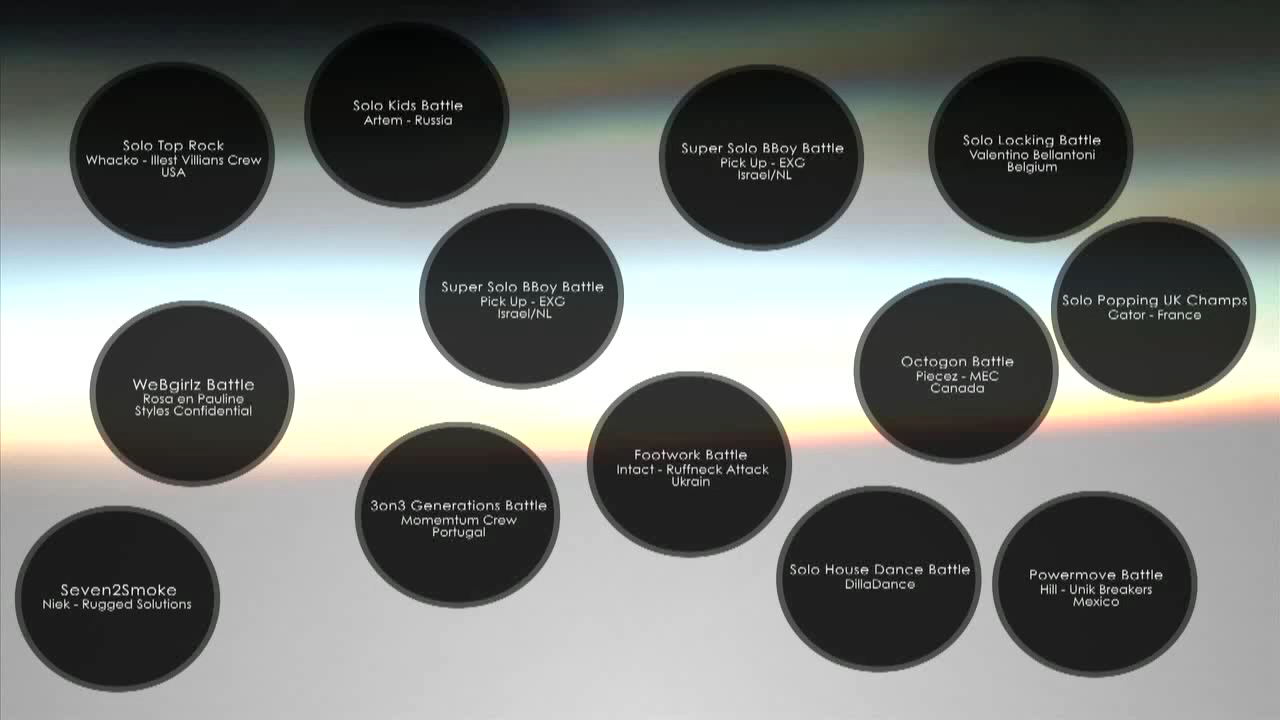 Solo Top Rock
Whacko - Illest Villians Crew
USA
Solo Kids Battle
Artem - Russia
Super Solo BBoy Battle
Pick Up - EXG
Israel/NL
Solo Locking Battle
Valentino Bellantoni
Belgium
Super Solo BBoy Battle
Pick Up - EXG
Israel/NL
Solo Popping UK Champs
Gator - France
WeBgirlz Battle
Rosa en Pauline
Styles Confidential
Octogon Battle
Piecez - MEC
Canada
Footwork Battle
Intact - Ruffneck Attack
Ukrain
3on3 Generations Battle
Momemtum Crew
Portugal
Seven2Smoke
Niek - Rugged Solutions
Solo House Dance Battle
DillaDance
Powermove Battle
Hill - Unik Breakers
Mexico